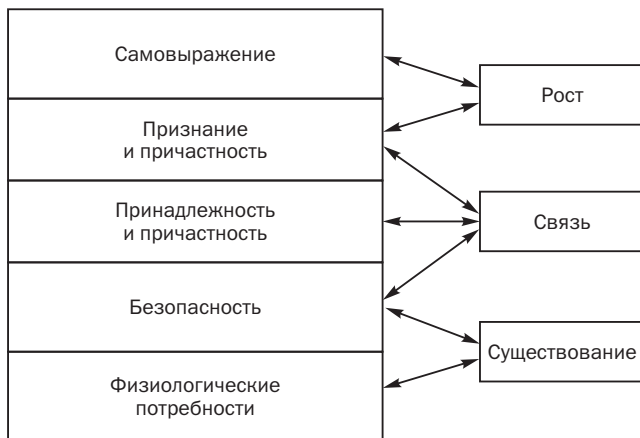 Самовыражение
Признание
и причастность
Принадлежность
и причастность
Безопасность
Физиологические
потребности
Рост
Связь
Существование